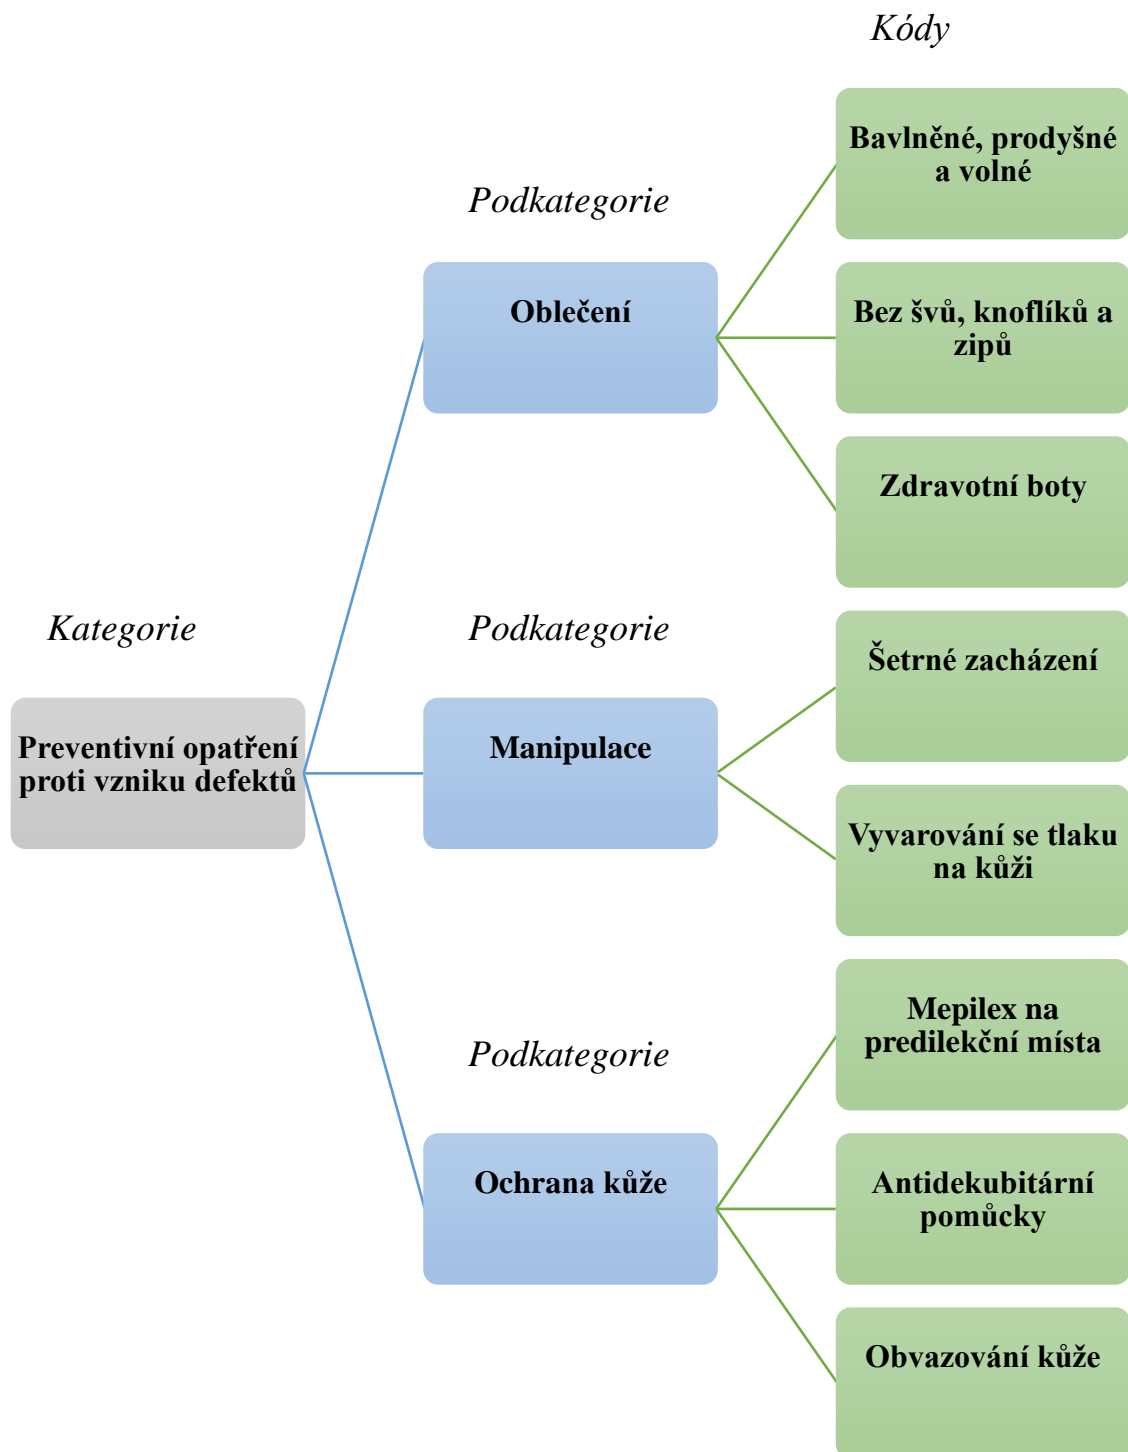 Kódy
Bavlněné, prodyšné
a volné
Podkategorie
Oblečení
Bez švů, knoflíků a
zipů
Zdravotní boty
Kategorie
Podkategorie
Šetrné zacházení
Preventivní opatření
proti vzniku defektů
Manipulace
Vyvarování se tlaku
na kůži
Mepilex na
predilekční místa
Podkategorie
Ochrana kůže
Antidekubitární
pomůcky
Obvazování kůže